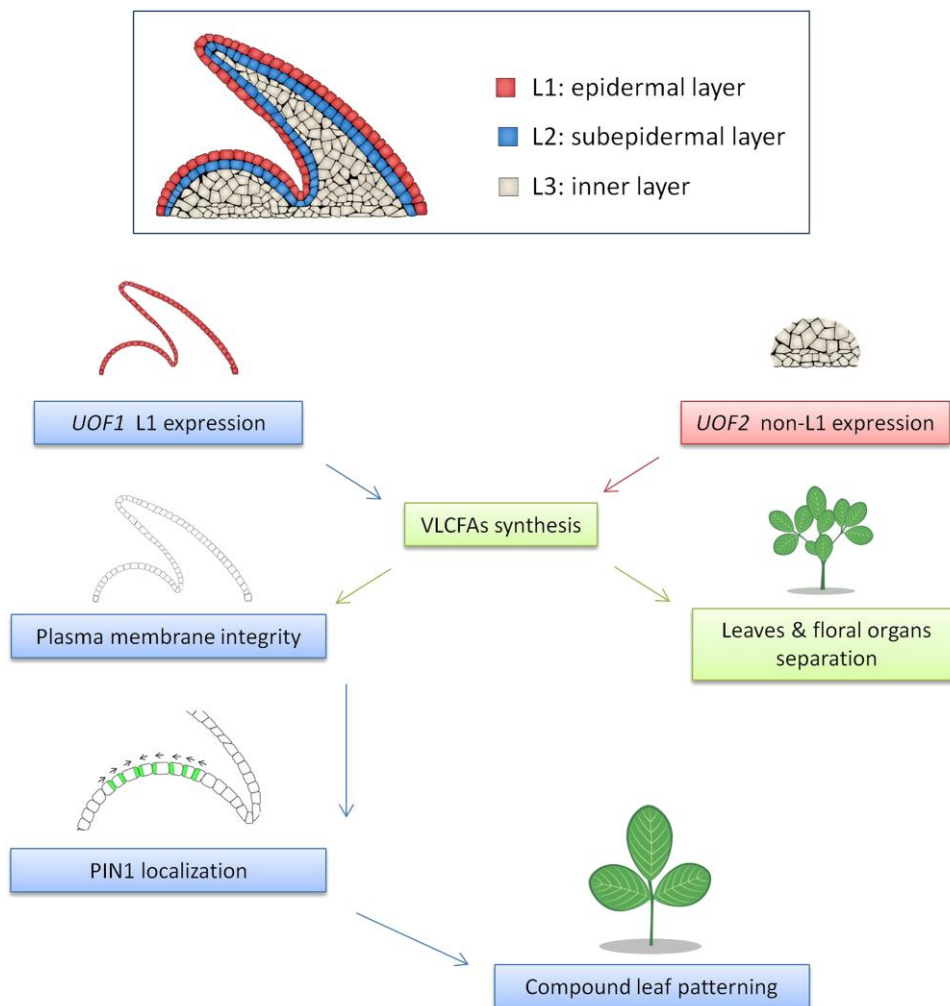 L1: epidermal layer
L2: subepidermal layer
L3: inner layer
UOF1 L1 expression
UOF2 non-L1 expression
VLCFAs synthesis
Plasma membrane integrity
Leaves & floral organs
separation
PIN1 localization
Compound leaf patterning